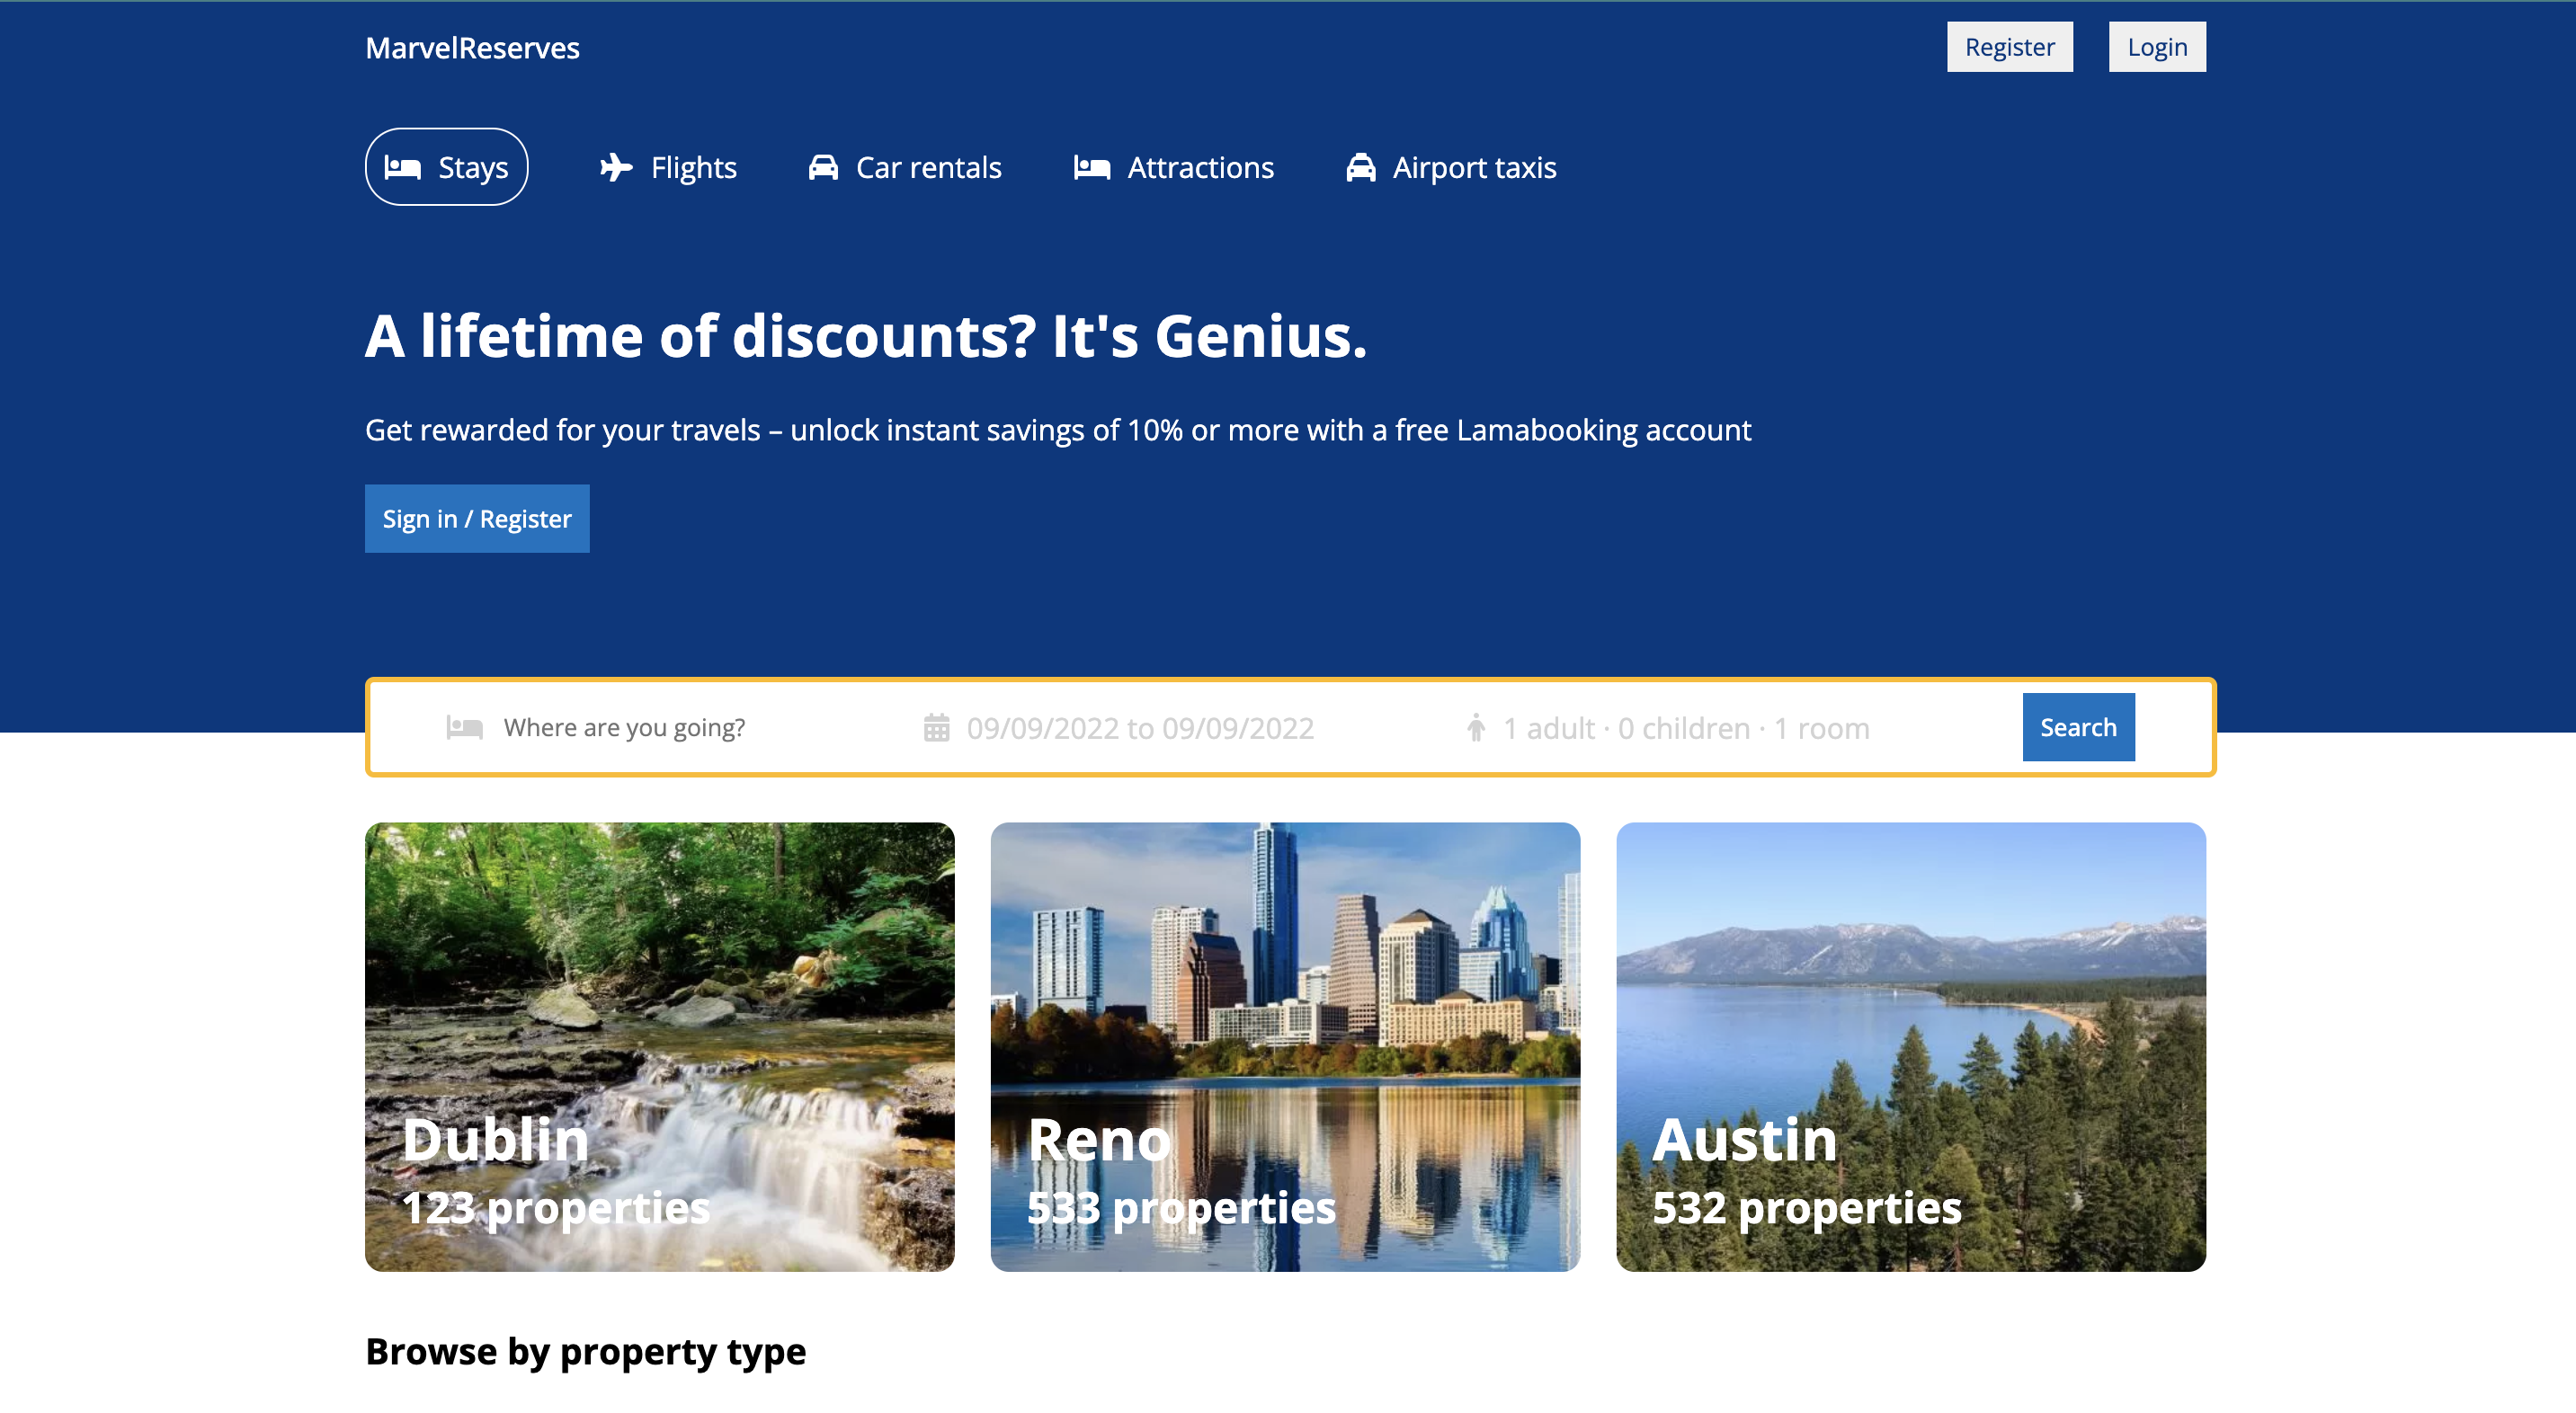 MarvelReserves
Register
Login
Stays
Flights
Car rentals
Attractions
Airport taxis
A lifetime of discounts? It's Genius.
Get rewarded for your travels – unlock instant savings of 10% or more with a free Lamabooking account
Sign in / Register
Where are you going?
09/09/2022 to 09/09/2022
1 adult · 0 children · 1 room
Search
Dublin
123 properties
Reno
533 properties
Austin
532 properties
Browse by property type